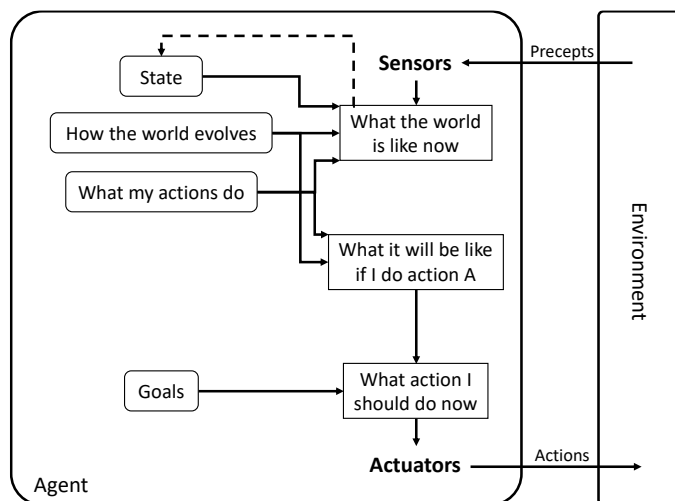 Sensors
Precepts
State
What the world
is like now
How the world evolves
What my actions do
What it will be like
if I do action A
Environment
What action I
should do now
Goals
Actuators
Actions
Agent